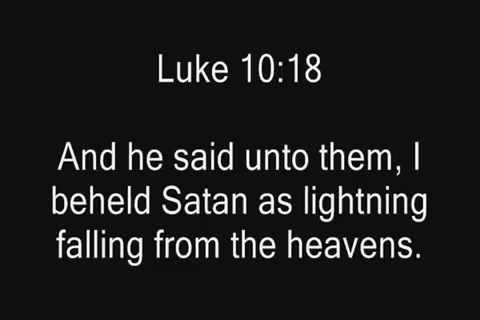 Luke 10:18
And he said unto them, I
beheld Satan as lightning
falling from the heavens.